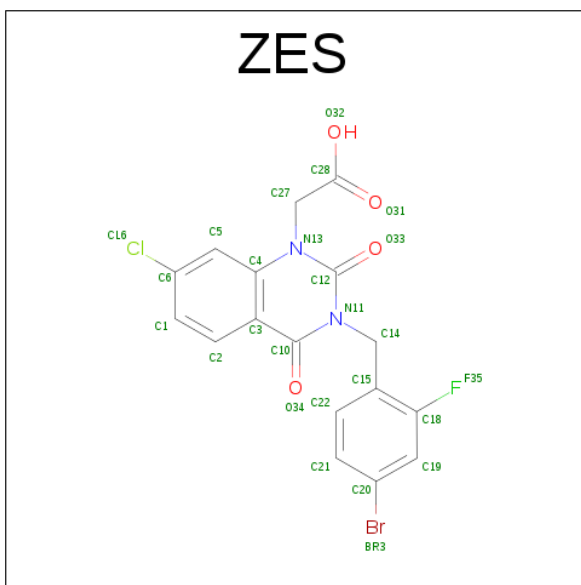 ZES
O32
OH
C28
C27
O
O31
CL6
Cl
C5
N13
O33
C6
C4
N
O
C12
N11
C1
N
C14
C3
C2
C10
O
C15
F35
O34
C22
F
C18
C21
C19
C20
Br
BR3